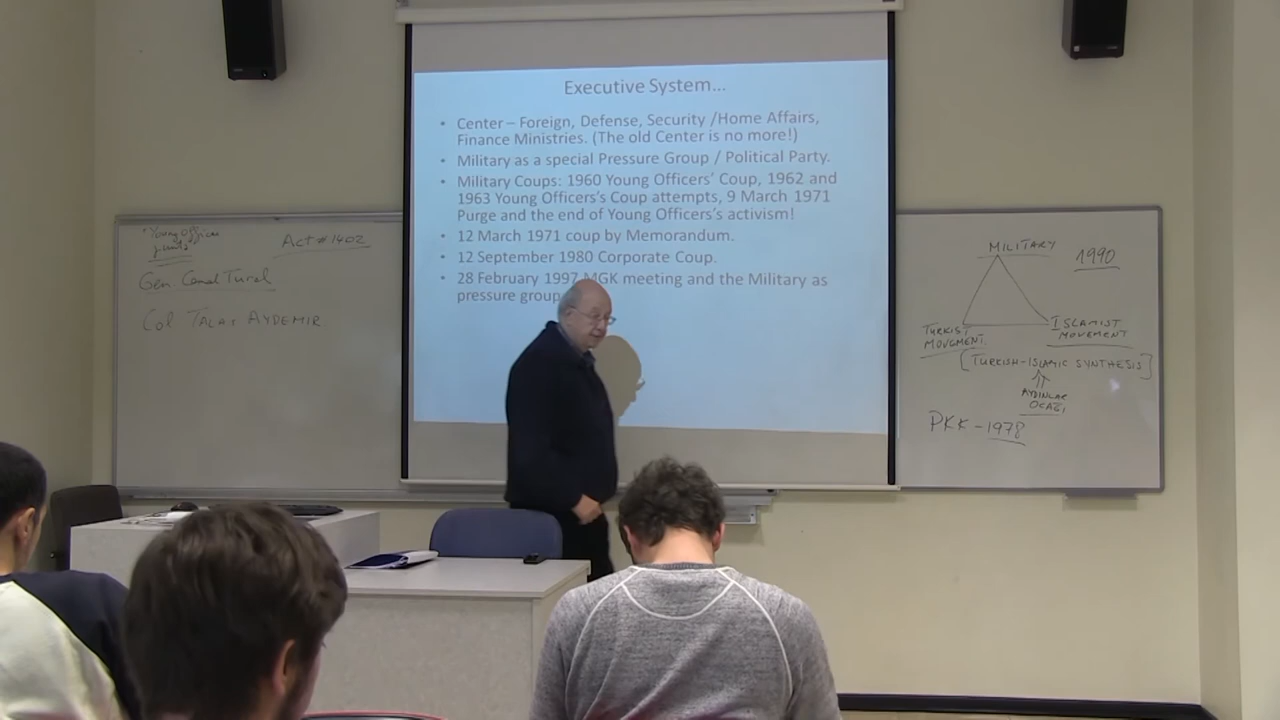 Executive System...
• Center – Foreign, Defense, Security /Home Affairs,
Finance Ministries. (The old Center is no more!)
• Military as a special Pressure Group / Political Party.
• Military Coups: 1960 Young Officers' Coup, 1962 and
1963 Young Officers's Coup attempts, 9 March 1971
Purge and the end of Young Officers's activism!
• 12 March 1971 coup by Memorandum.
• 12 September 1980 Corporate Coup.
• 28 February 1997 MGK meeting and the Military as
pressure group
"Young Officers
Act # 1402
Col TALAT AYDEMIR
MILITARY
1990
TURKIST
MOVEMENT
ISLAMIST
MOVEMENT
[TURKISH-ISLAMIC SYNTHESIS]
AYDINLAR
OCAĞI
PKK - 1978